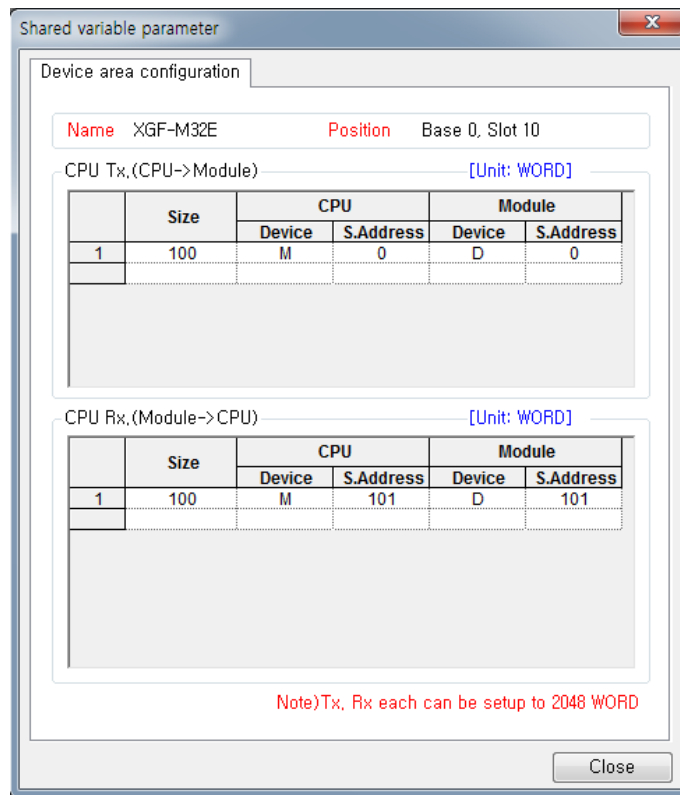 Shared variable parameter
Device area configuration
Name XGF-M32E Position Base 0, Slot 10
CPU Tx,(CPU->Module) [Unit: WORD]
Size CPU Module
Device S.Address Device S.Address
1 100 M 0 D 0
CPU Rx,(Module->CPU) [Unit: WORD]
Size CPU Module
Device S.Address Device S.Address
1 100 M 101 D 101
Note)Tx, Rx each can be setup to 2048 WORD
Close